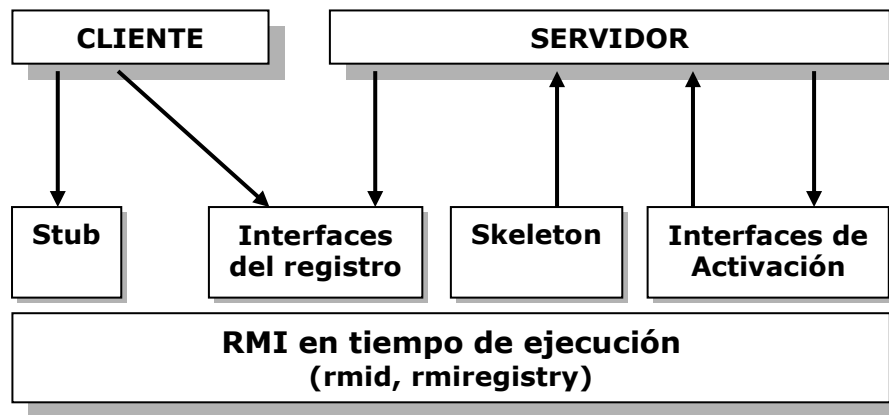 CLIENTE
SERVIDOR
Stub
Interfaces
del registro
Skeleton
Interfaces de
Activación
RMI en tiempo de ejecución
(rmid, rmiregistry)